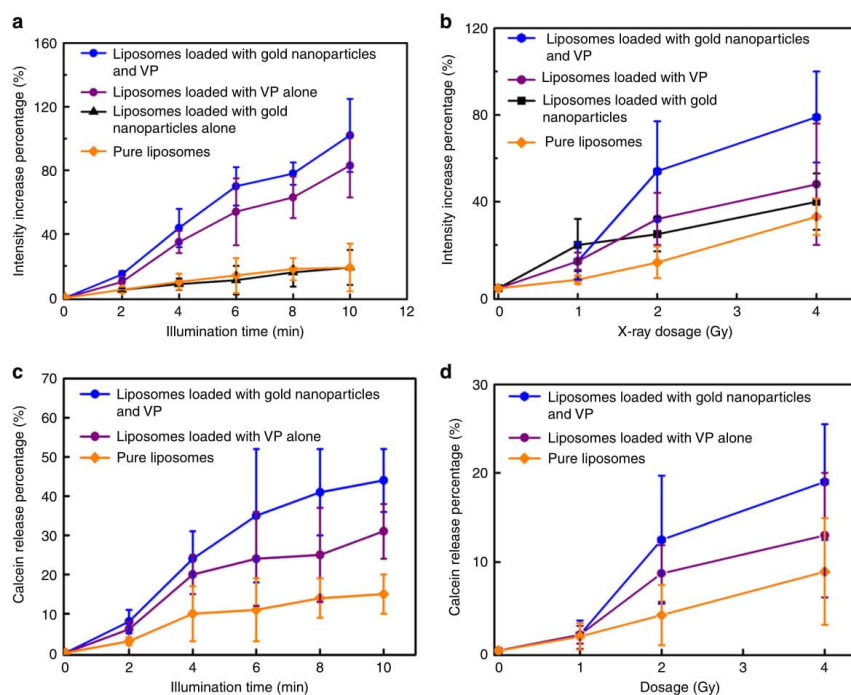 a
160
120
80
40
0
Intensity increase percentage (%)
Liposomes loaded with gold nanoparticles
and VP
Liposomes loaded with VP alone
Liposomes loaded with gold
nanoparticles alone
Pure liposomes
0 2 4 6 8 10 12
Illumination time (min)
b
120
80
40
0
Intensity increase percentage (%)
Liposomes loaded with gold nanoparticles
and VP
Liposomes loaded with VP
Liposomes loaded with gold
nanoparticles
Pure liposomes
0 1 2 3 4
X-ray dosage (Gy)
c
70
60
50
40
30
20
10
0
Calcein release percentage (%)
Liposomes loaded with gold nanoparticles
and VP
Liposomes loaded with VP alone
Pure liposomes
0 2 4 6 8 10
Illumination time (min)
d
30
20
10
0
Calcein release percentage (%)
Liposomes loaded with gold nanoparticles
and VP
Liposomes loaded with VP alone
Pure liposomes
0 1 2 3 4
Dosage (Gy)